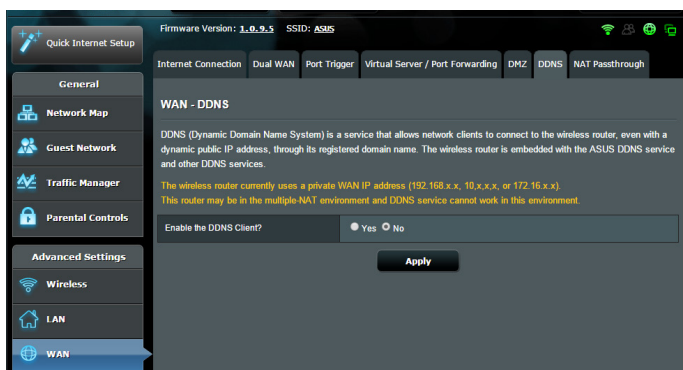 Quick Internet Setup
General
Network Map
Guest Network
Traffic Manager
Parental Controls
Advanced Settings
Wireless
LAN
WAN
Firmware Version: 1.0.9.5 SSID: ASUS
Internet Connection Dual WAN Port Trigger Virtual Server / Port Forwarding DMZ DDNS NAT Passthrough
WAN - DDNS
DDNS (Dynamic Domain Name System) is a service that allows network clients to connect to the wireless router, even with a
dynamic public IP address, through its registered domain name. The wireless router is embedded with the ASUS DDNS service
and other DDNS services.
The wireless router currently uses a private WAN IP address (192.168.x.x, 10,x,x,x, or 172.16.x.x).
This router may be in the multiple-NAT environment and DDNS service cannot work in this environment.
Enable the DDNS Client? Yes No
Apply